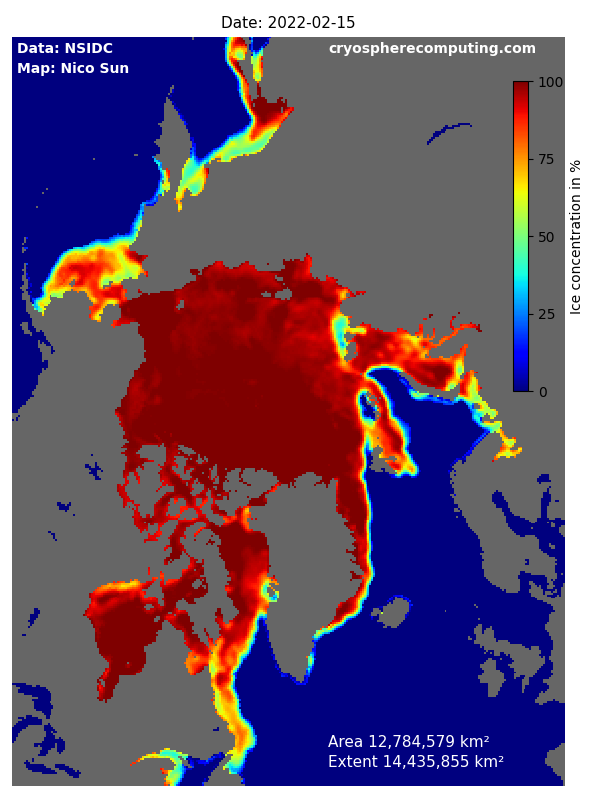 Date: 2022-02-15
Data: NSIDC
cryospherecomputing.com
Map: Nico Sun
100
75
50
25
0
Ice concentration in %
Area 12,784,579 km²
Extent 14,435,855 km²